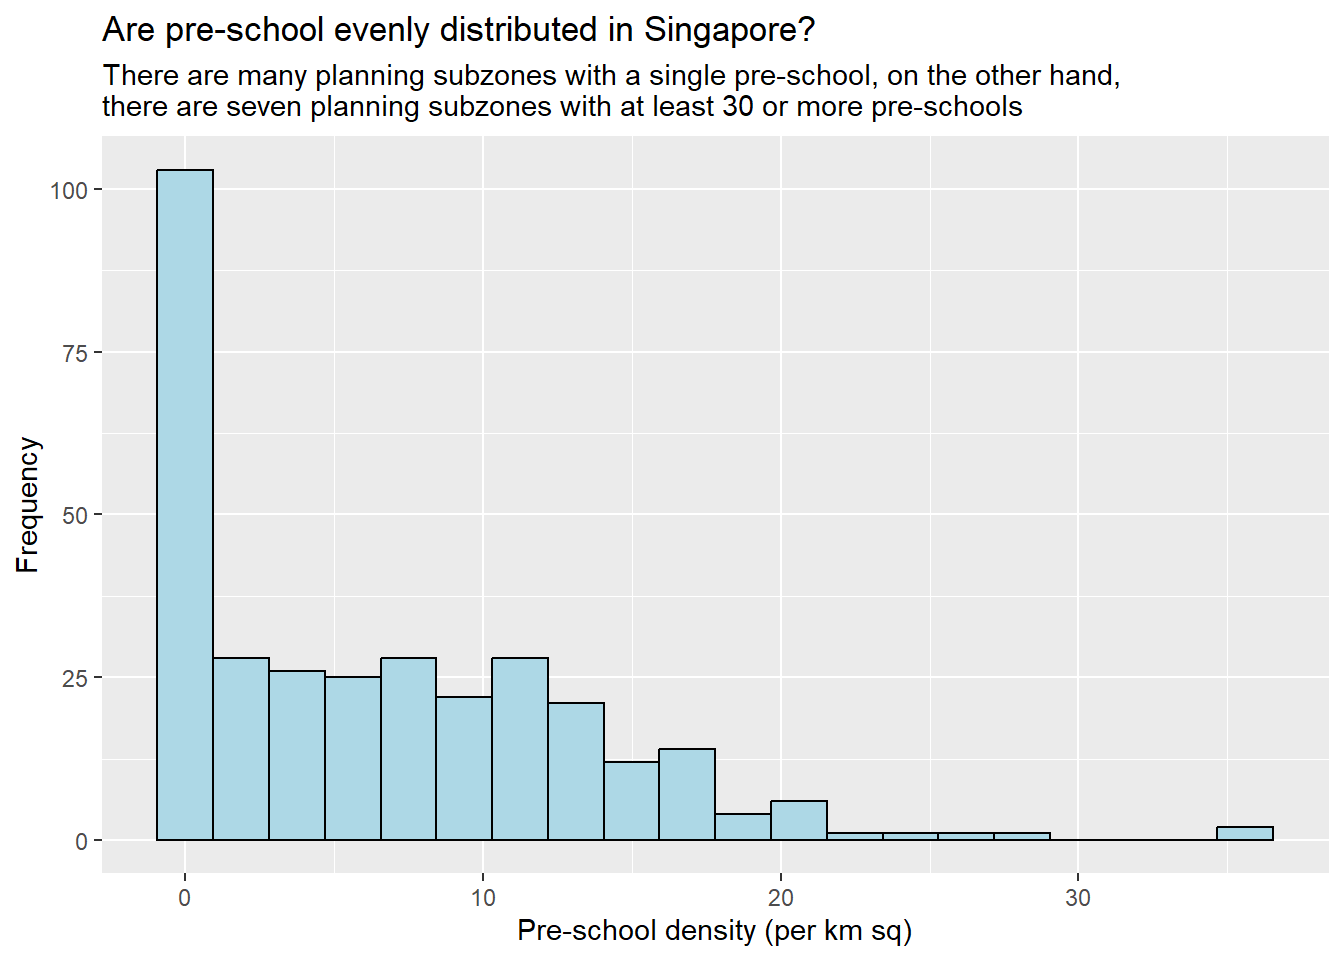 Are pre-school evenly distributed in Singapore?
There are many planning subzones with a single pre-school, on the other hand,
there are seven planning subzones with at least 30 or more pre-schools
100
75
50
25
0
Frequency
0
10
20
30
Pre-school density (per km sq)